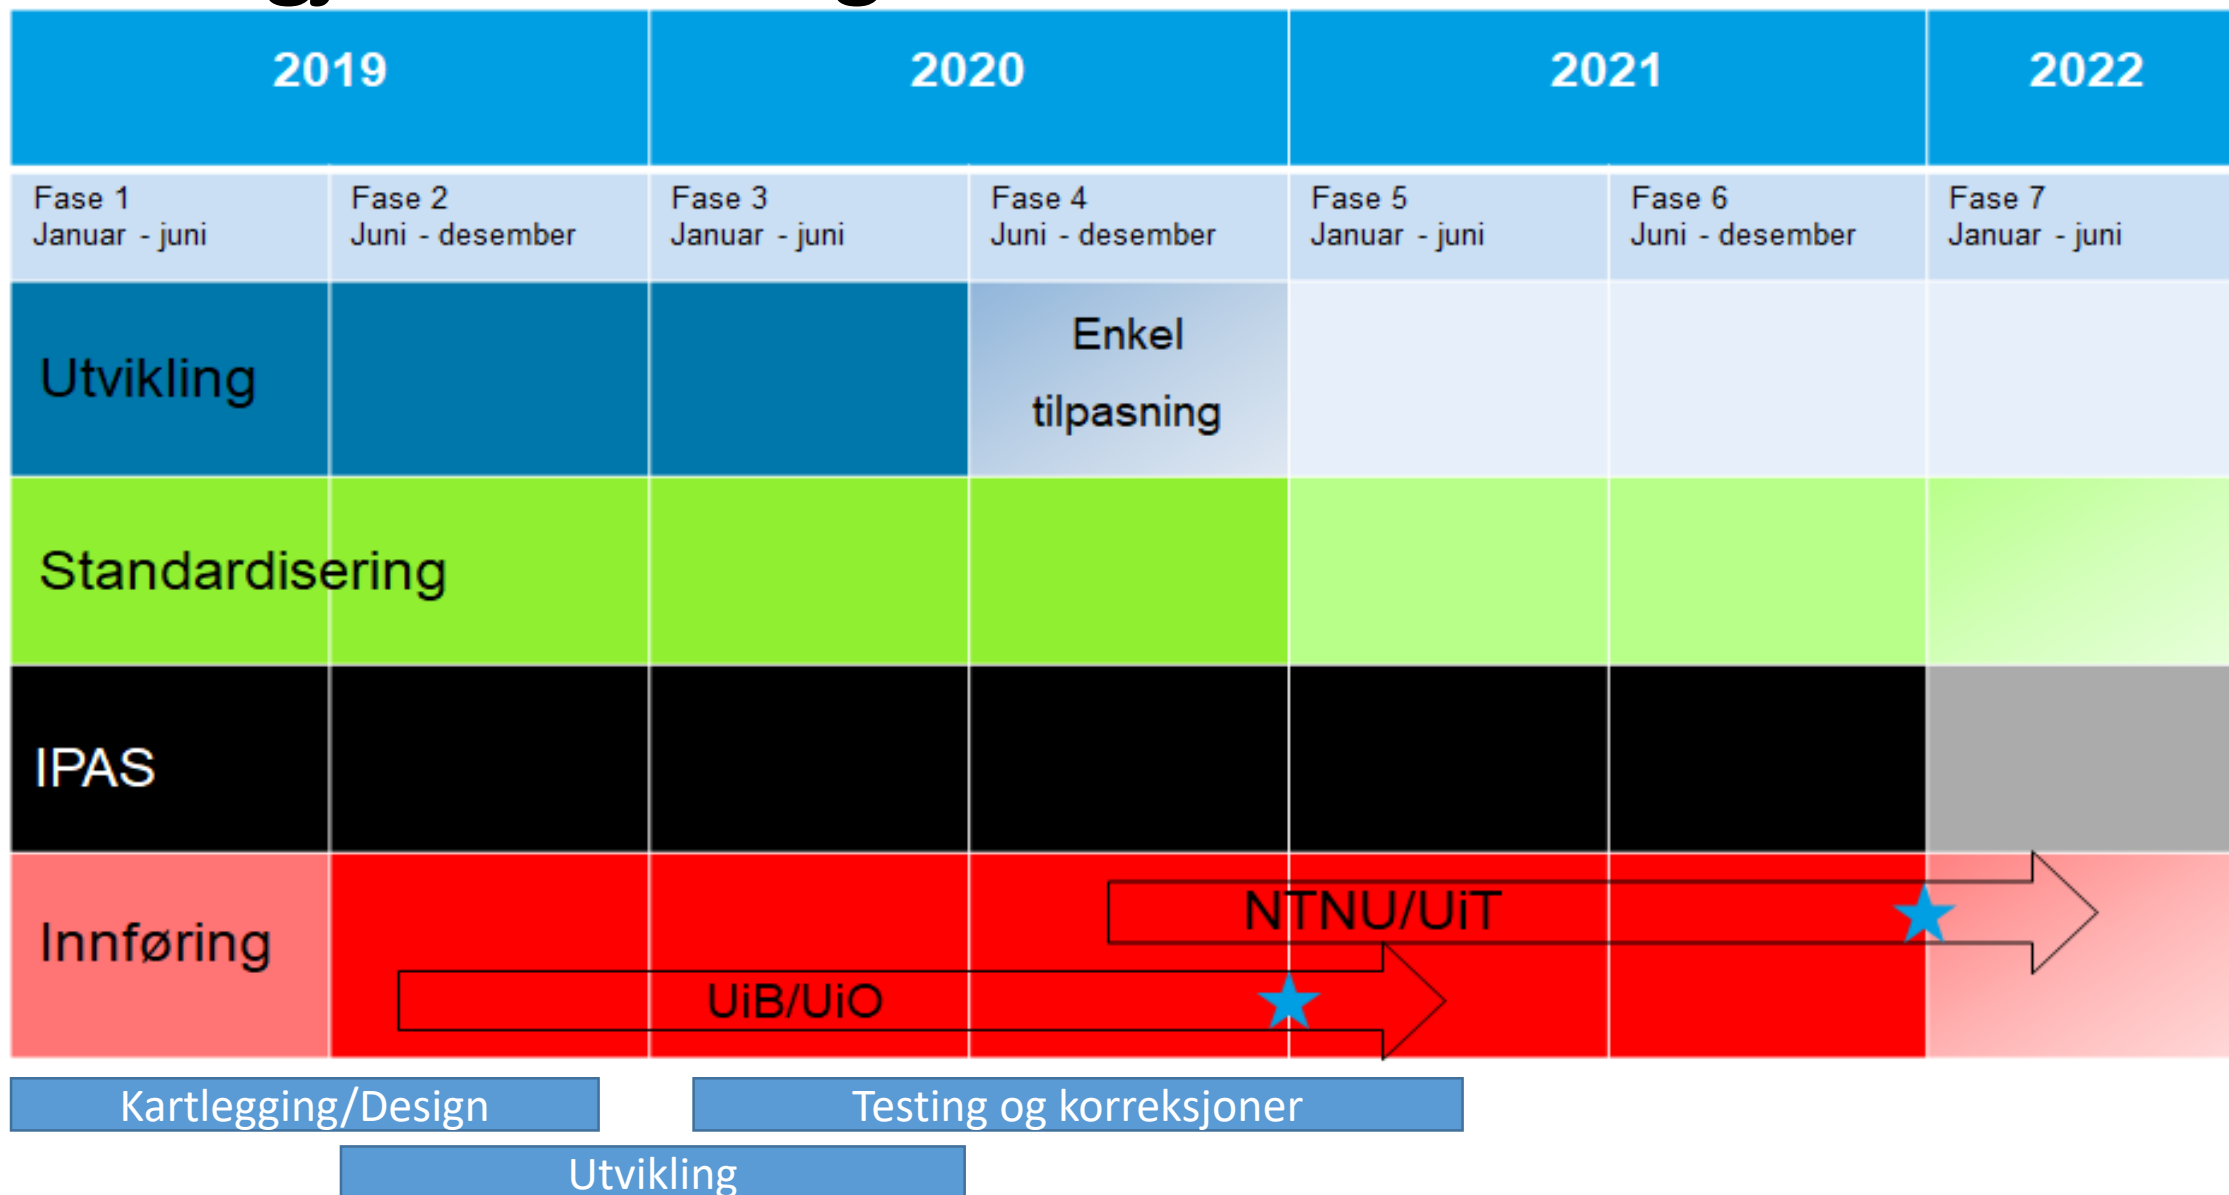 2019
2020
2021
2022
Fase 1
Januar - juni
Fase 2
Juni - desember
Fase 3
Januar - juni
Fase 4
Juni - desember
Fase 5
Januar - juni
Fase 6
Juni - desember
Fase 7
Januar - juni
Utvikling
Enkel
tilpasning
Standardisering
IPAS
Innføring
NTNU/UiT
UiB/UiO
Kartlegging/Design
Testing og korreksjoner
Utvikling